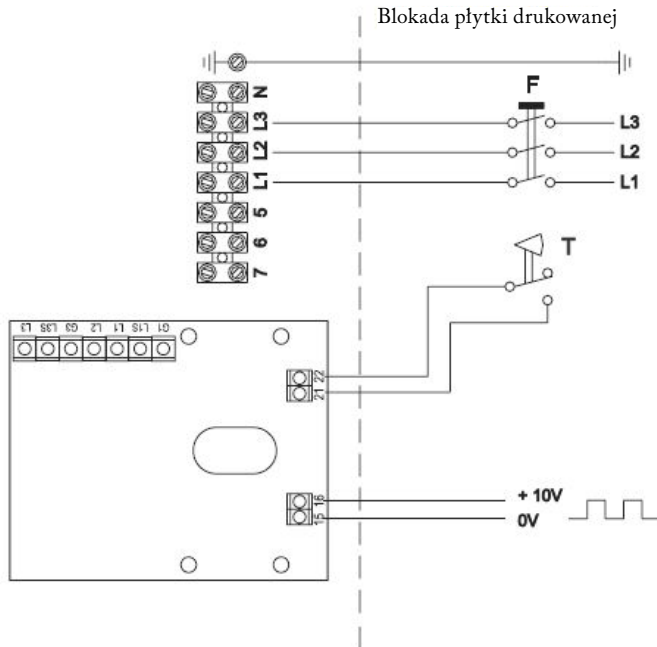 Blokada płytki drukowanej
F
N
L3 L3
L2 L2
L1 L1
5
6
7
T
L3 L3S G3 L2 L1 L1S G1
22
21
16
15
+ 10V
0V